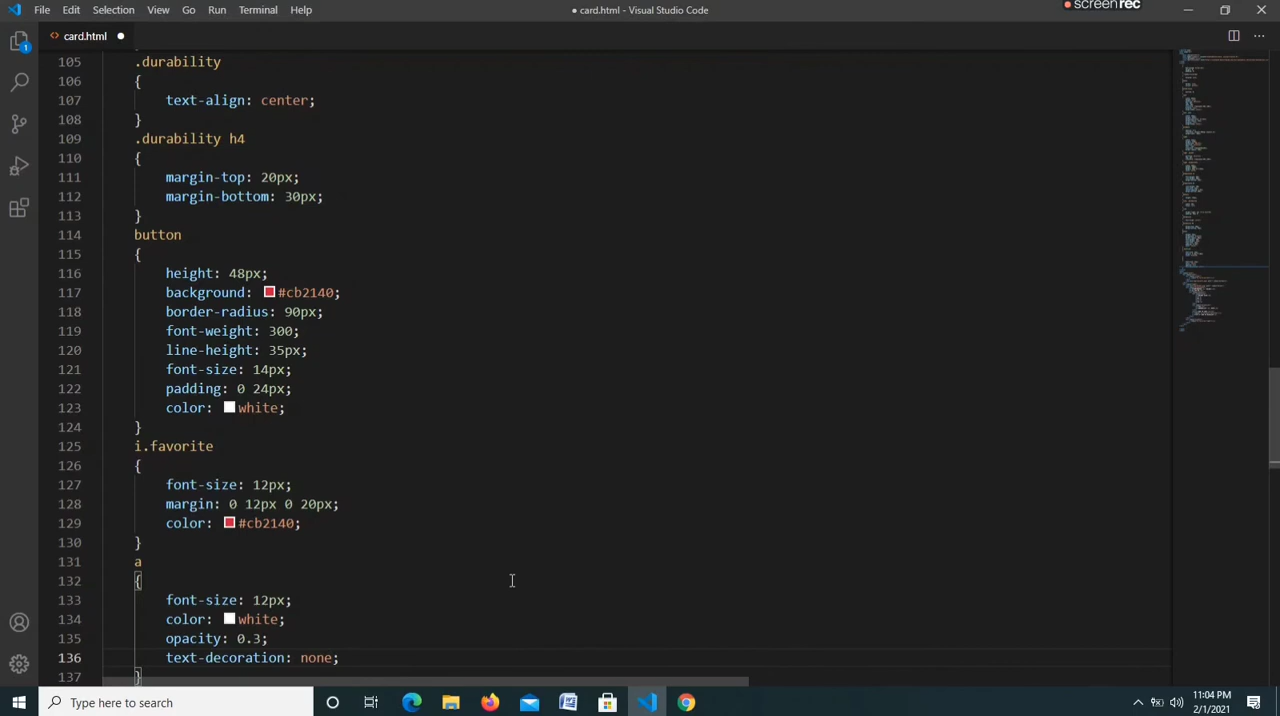 File Edit Selection View Go Run Terminal Help
● card.html - Visual Studio Code
screenrec
<> card.html ●
1
105 .durability
106 {
107 text-align: center;
108 }
109 .durability h4
110 {
111 margin-top: 20px;
112 margin-bottom: 30px;
113 }
114 button
115 {
116 height: 48px;
117 background: #cb2140;
118 border-radius: 90px;
119 font-weight: 300;
120 line-height: 35px;
121 font-size: 14px;
122 padding: 0 24px;
123 color: white;
124 }
125 i.favorite
126 {
127 font-size: 12px;
128 margin: 0 12px 0 20px;
129 color: #cb2140;
130 }
131 a
132 {
133 font-size: 12px;
134 color: white;
135 opacity: 0.3;
136 text-decoration: none;
137 }
Type here to search
11:04 PM
2/1/2021